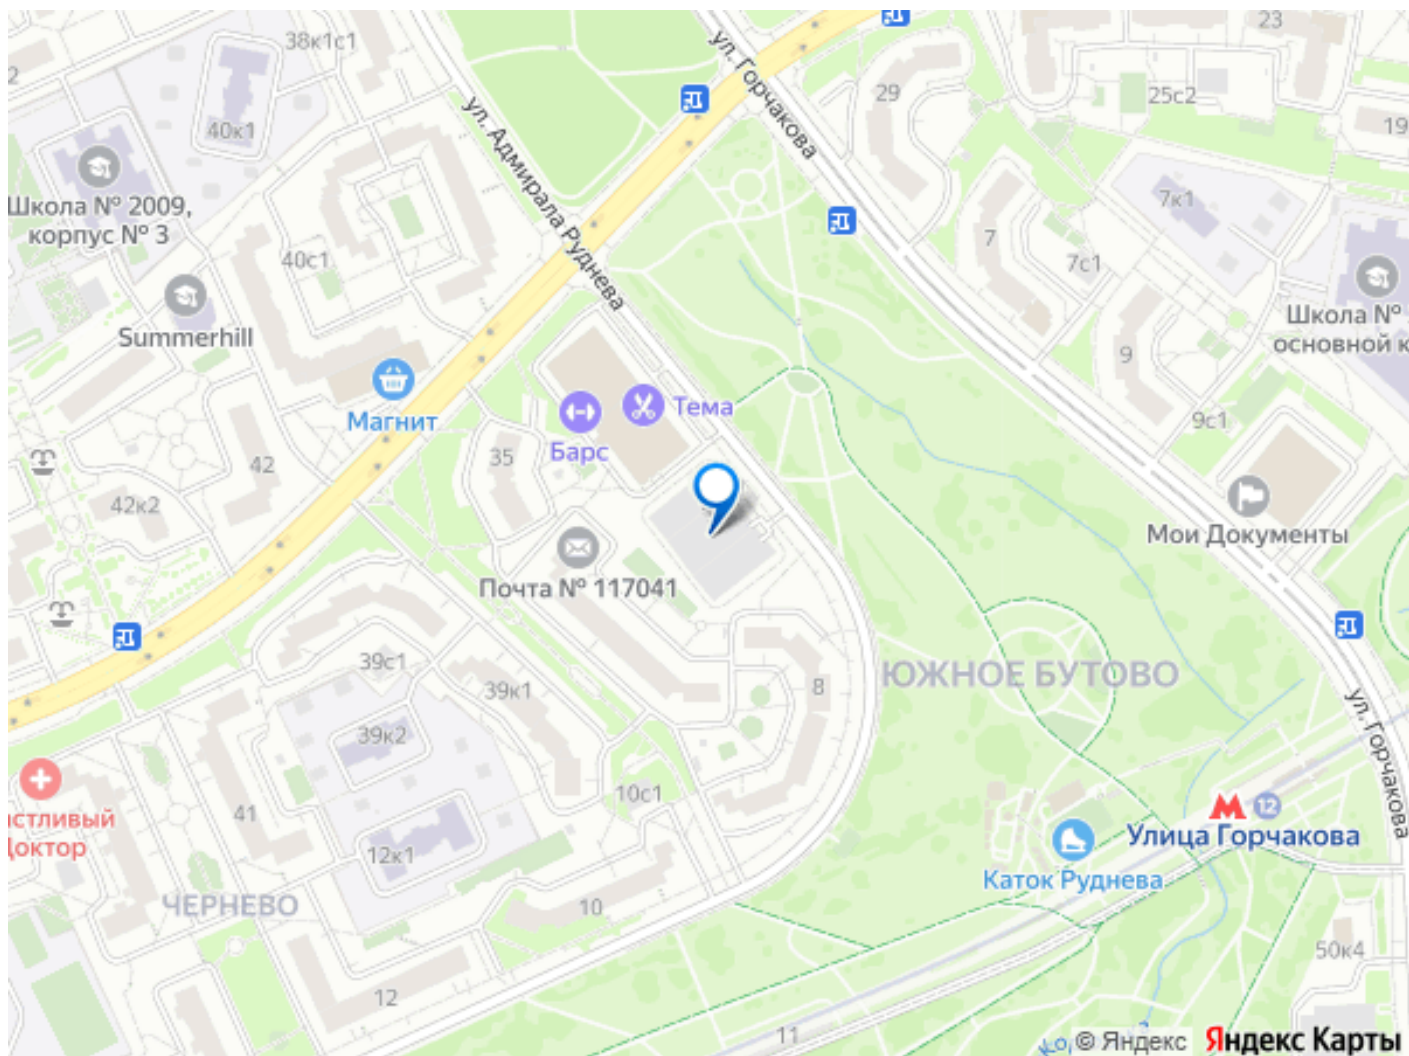 38к1с1
ул. Горчакова
23
2
29
25с2
19
40к1
ул. Адмирала Руднева
Школа № 2009,
корпус № 3
7к1
7
40с1
7с1
Summerhill
Школа №
основной к
9
Магнит
Тема
Барс
9с1
35
42
42к2
Мои Документы
Почта № 117041
39с1
39к1
8
ЮЖНОЕ БУТОВО
ул. Горчакова
39к2
10с1
41
12
астливый
Доктор
12к1
Улица Горчакова
Каток Руднева
ЧЕРНЕВО
10
50к4
12
11
© Яндекс Яндекс Карты